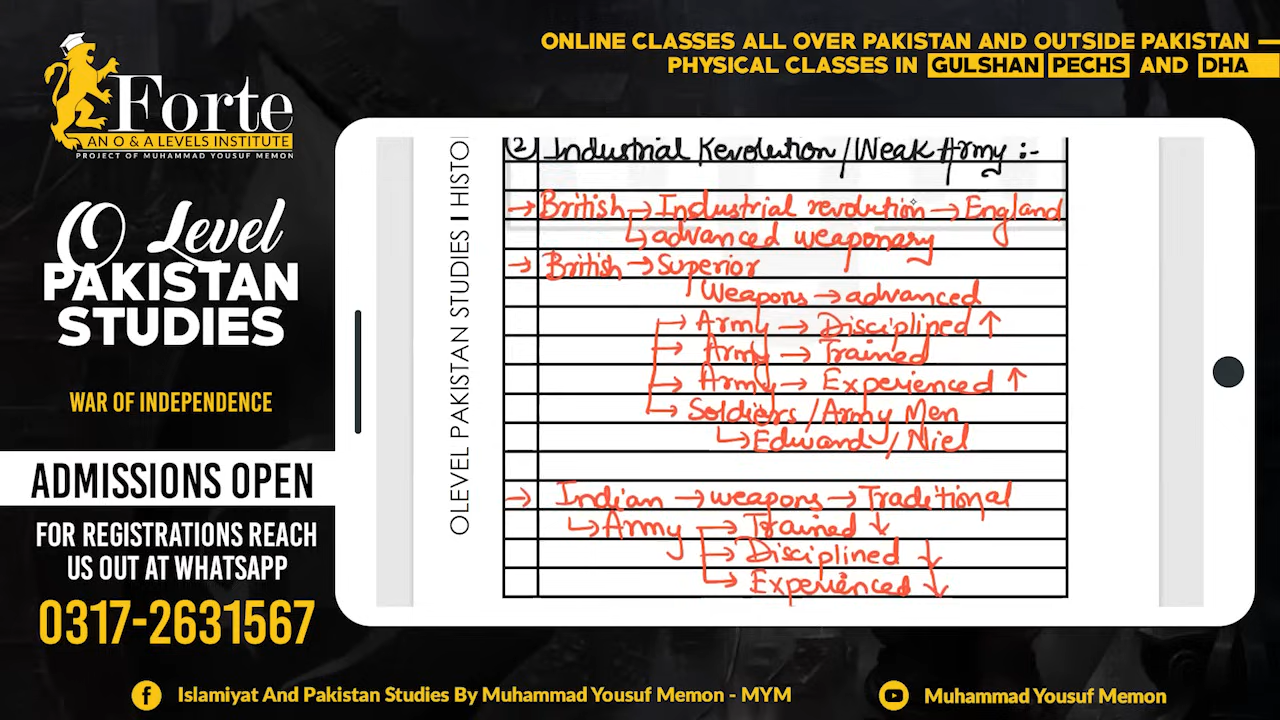 ONLINE CLASSES ALL OVER PAKISTAN AND OUTSIDE PAKISTAN
PHYSICAL CLASSES IN GULSHAN PECHS AND DHA
Forte
AN O & A LEVELS INSTITUTE
PROJECT OF MUHAMMAD YOUSUF MEMON
O Level
PAKISTAN
STUDIES
WAR OF INDEPENDENCE
ADMISSIONS OPEN
FOR REGISTRATIONS REACH
US OUT AT WHATSAPP
0317-2631567
OLEVEL PAKISTAN STUDIES I HISTO
(2) Industrial Revolution / Weak Army :-
→ British → Industrial revolution → England
↳ advanced weaponary
→ British → Superior
Weapons → advanced
→ Army → Disciplined ↑
→ Army → Trained
→ Army → Experienced ↑
→ Soldiers / Army Men
↳ Edward / Niel
→ Indian → weapons → Traditional
↳ Army → Trained ↓
→ Disciplined ↓
→ Experienced ↓
Islamiyat And Pakistan Studies By Muhammad Yousuf Memon - MYM
Muhammad Yousuf Memon